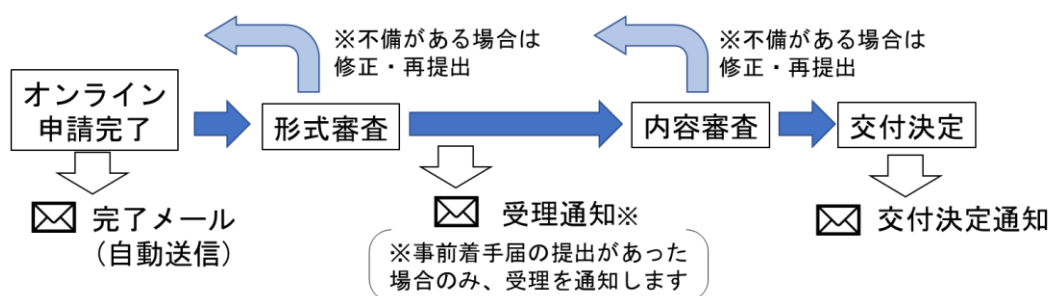 ※不備がある場合は
修正・再提出
※不備がある場合は
修正・再提出
オンライン
申請完了
形式審査
内容審査
交付決定
完了メール
（自動送信）
受理通知※
※事前着手届の提出があった
場合のみ、受理を通知します
交付決定通知